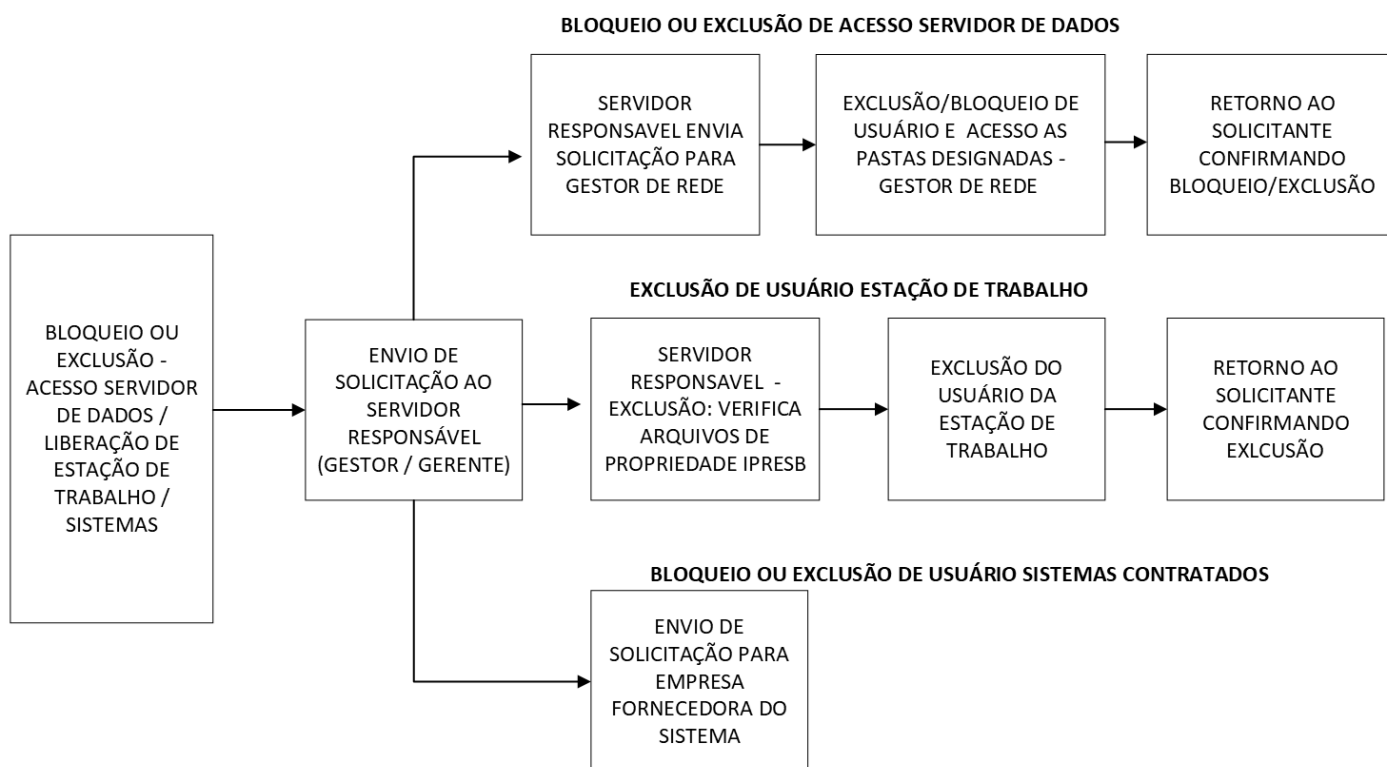 BLOQUEIO OU EXCLUSÃO DE ACESSO SERVIDOR DE DADOS
SERVIDOR
RESPONSAVEL ENVIA
SOLICITAÇÃO PARA
GESTOR DE REDE
EXCLUSÃO/BLOQUEIO DE
USUÁRIO E ACESSO AS
PASTAS DESIGNADAS -
GESTOR DE REDE
RETORNO AO
SOLICITANTE
CONFIRMANDO
BLOQUEIO/EXCLUSÃO
BLOQUEIO OU
EXCLUSÃO -
ACESSO SERVIDOR
DE DADOS /
LIBERAÇÃO DE
ESTAÇÃO DE
TRABALHO /
SISTEMAS
ENVIO DE
SOLICITAÇÃO AO
SERVIDOR
RESPONSÁVEL
(GESTOR / GERENTE)
EXCLUSÃO DE USUÁRIO ESTAÇÃO DE TRABALHO
SERVIDOR
RESPONSAVEL -
EXCLUSÃO: VERIFICA
ARQUIVOS DE
PROPRIEDADE IPRESB
EXCLUSÃO DO
USUÁRIO DA
ESTAÇÃO DE
TRABALHO
RETORNO AO
SOLICITANTE
CONFIRMANDO
EXLCUSÃO
BLOQUEIO OU EXCLUSÃO DE USUÁRIO SISTEMAS CONTRATADOS
ENVIO DE
SOLICITAÇÃO PARA
EMPRESA
FORNECEDORA DO
SISTEMA